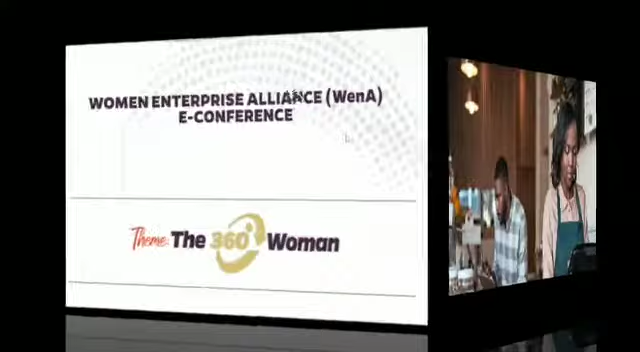 WOMEN ENTERPRISE ALLIANCE (WenA)
E-CONFERENCE
Theme: The 360° Woman